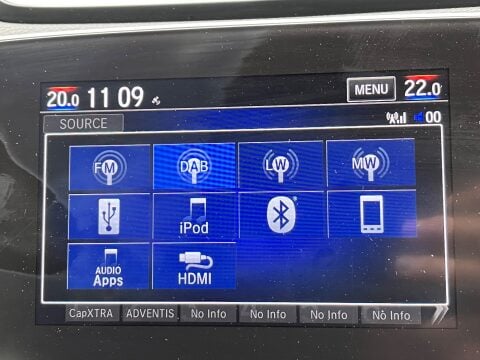 20.0 11 09 MENU 22.0
SOURCE 00
FM DAB LW MW
iPod
AUDIO Apps HDMI
CapXTRA ADVENTIS No Info No Info No Info No Info